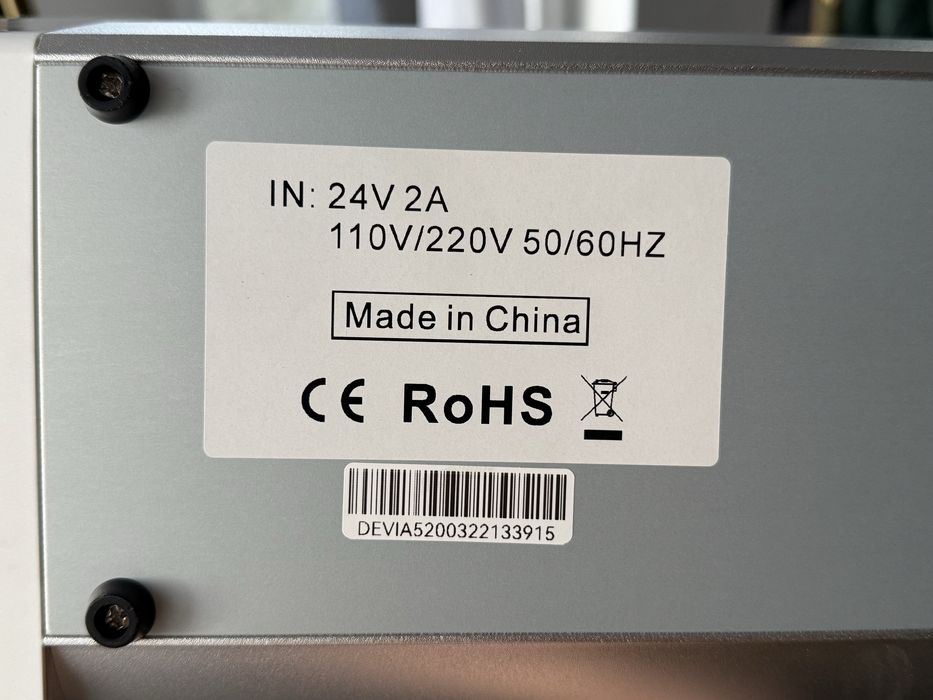 IN: 24V 2A
110V/220V 50/60HZ
Made in China
CE RoHS
DEVIA5200322133915